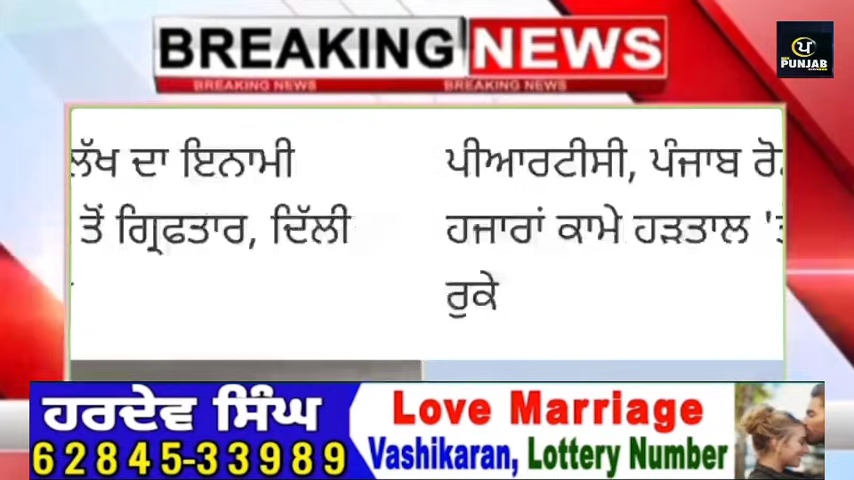 BREAKING NEWS
BREAKING NEWS BREAKING NEWS
ਪ
PUNJAB
ਲੱਖ ਦਾ ਇਨਾਮੀ
ਤੋਂ ਗ੍ਰਿਫਤਾਰ, ਦਿੱਲੀ
ਪੀਆਰਟੀਸੀ, ਪੰਜਾਬ
ਹਜਾਰਾਂ ਕਾਮੇ ਹੜਤਾਲ
ਰੁਕੇ
ਹਰਦੇਵ ਸਿੰਘ
62845-33989
Love Marriage
Vashikaran, Lottery Number